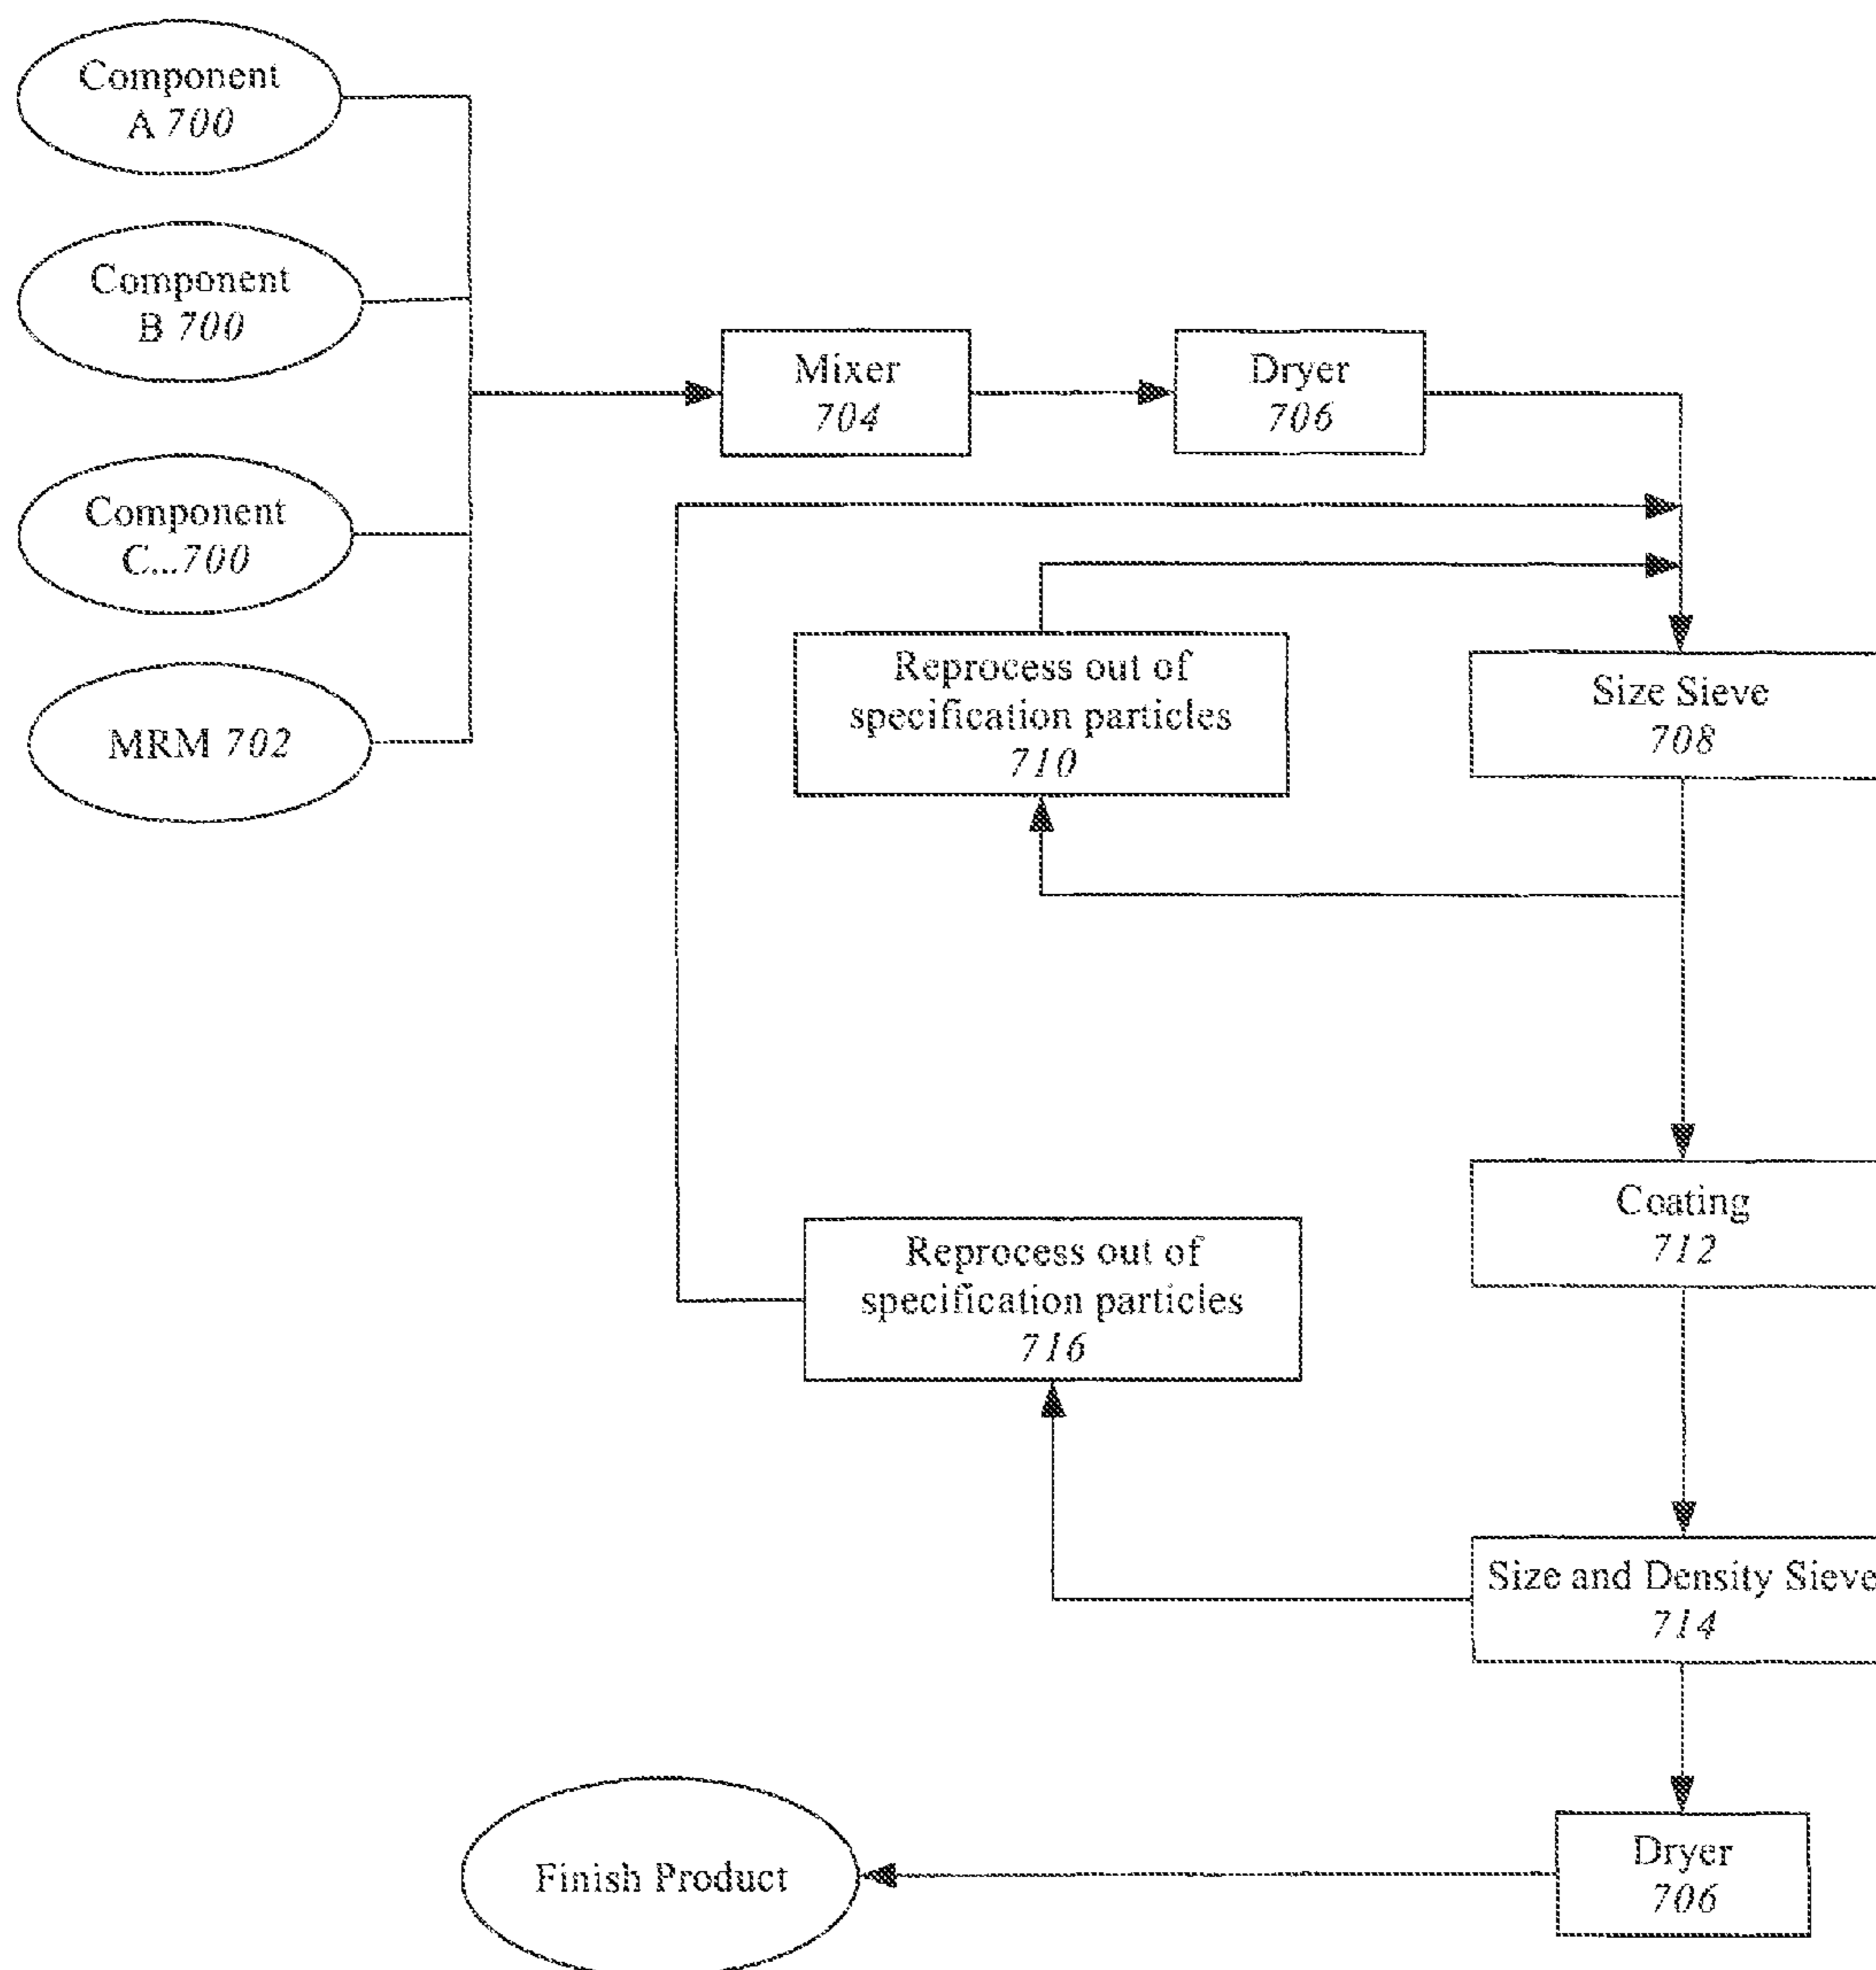 Component
A 700
Component
B 700
Component
C...700
MRM 702
Mixer
704
Dryer
706
Reprocess out of
specification particles
710
Size Sieve
708
Coating
712
Reprocess out of
specification particles
716
Size and Density Sieve
714
Dryer
706
Finish Product